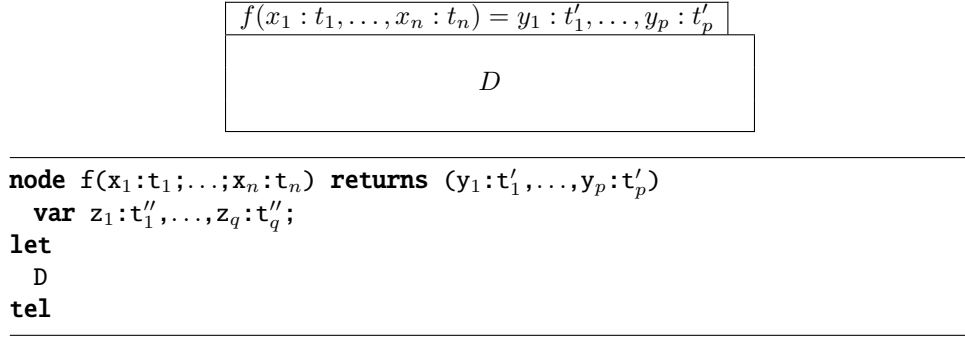 f(x₁ : t₁, . . . , xₙ : tₙ) = y₁ : t′₁, . . . , yₚ : t′ₚ
D
node f(x₁:t₁;...;xₙ:tₙ) returns (y₁:t′₁,...,yₚ:t′ₚ)
var z₁:t″₁,...,z_q:t″_q;
let
D
tel